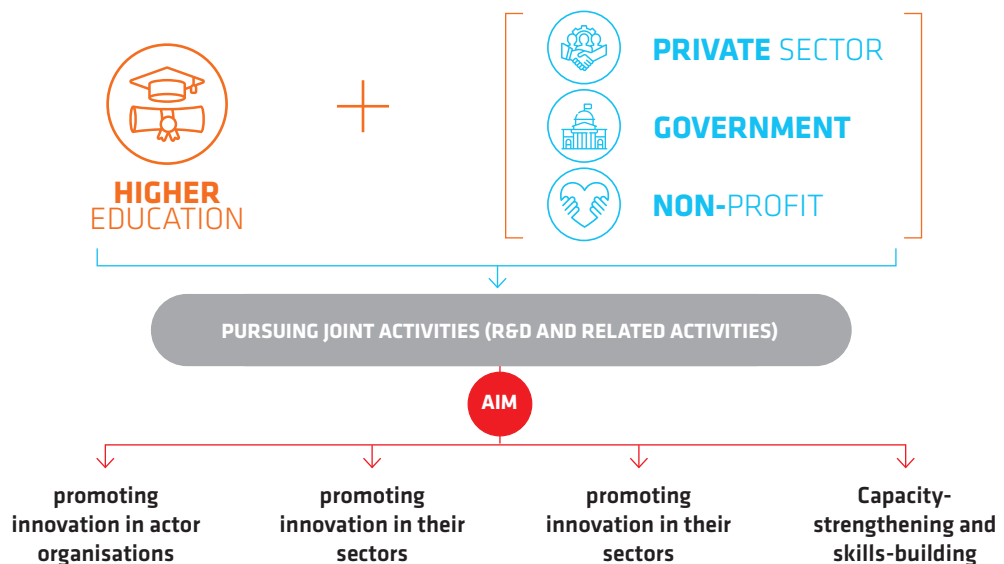 HIGHER
EDUCATION
PRIVATE SECTOR
GOVERNMENT
NON-PROFIT
PURSUING JOINT ACTIVITIES (R&D AND RELATED ACTIVITIES)
AIM
promoting
innovation in actor
organisations
promoting
innovation in their
sectors
promoting
innovation in their
sectors
Capacity-
strengthening and
skills-building